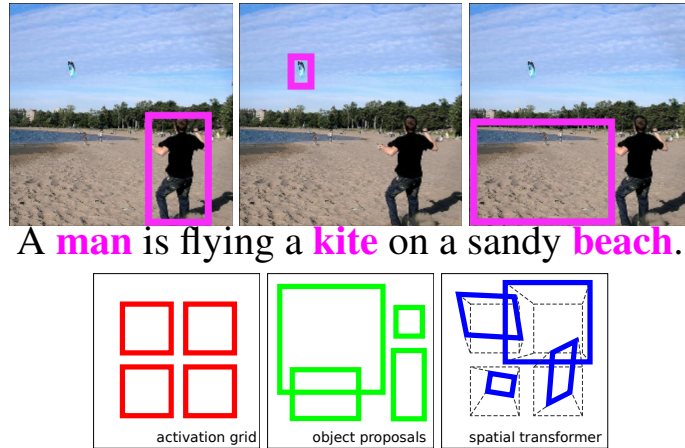 A man is flying a kite on a sandy beach.
activation grid
object proposals
spatial transformer